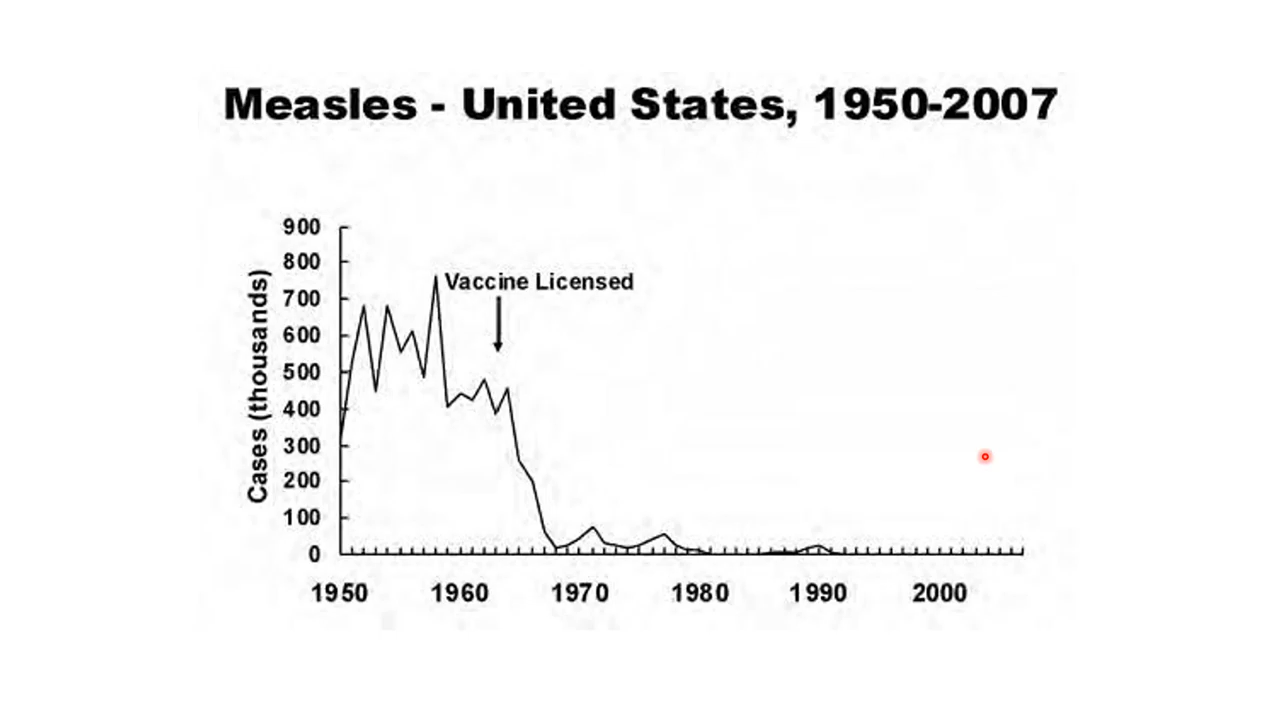 Measles - United States, 1950-2007
900
800
700
600
500
400
300
200
100
0
Cases (thousands)
Vaccine Licensed
1950 1960 1970 1980 1990 2000